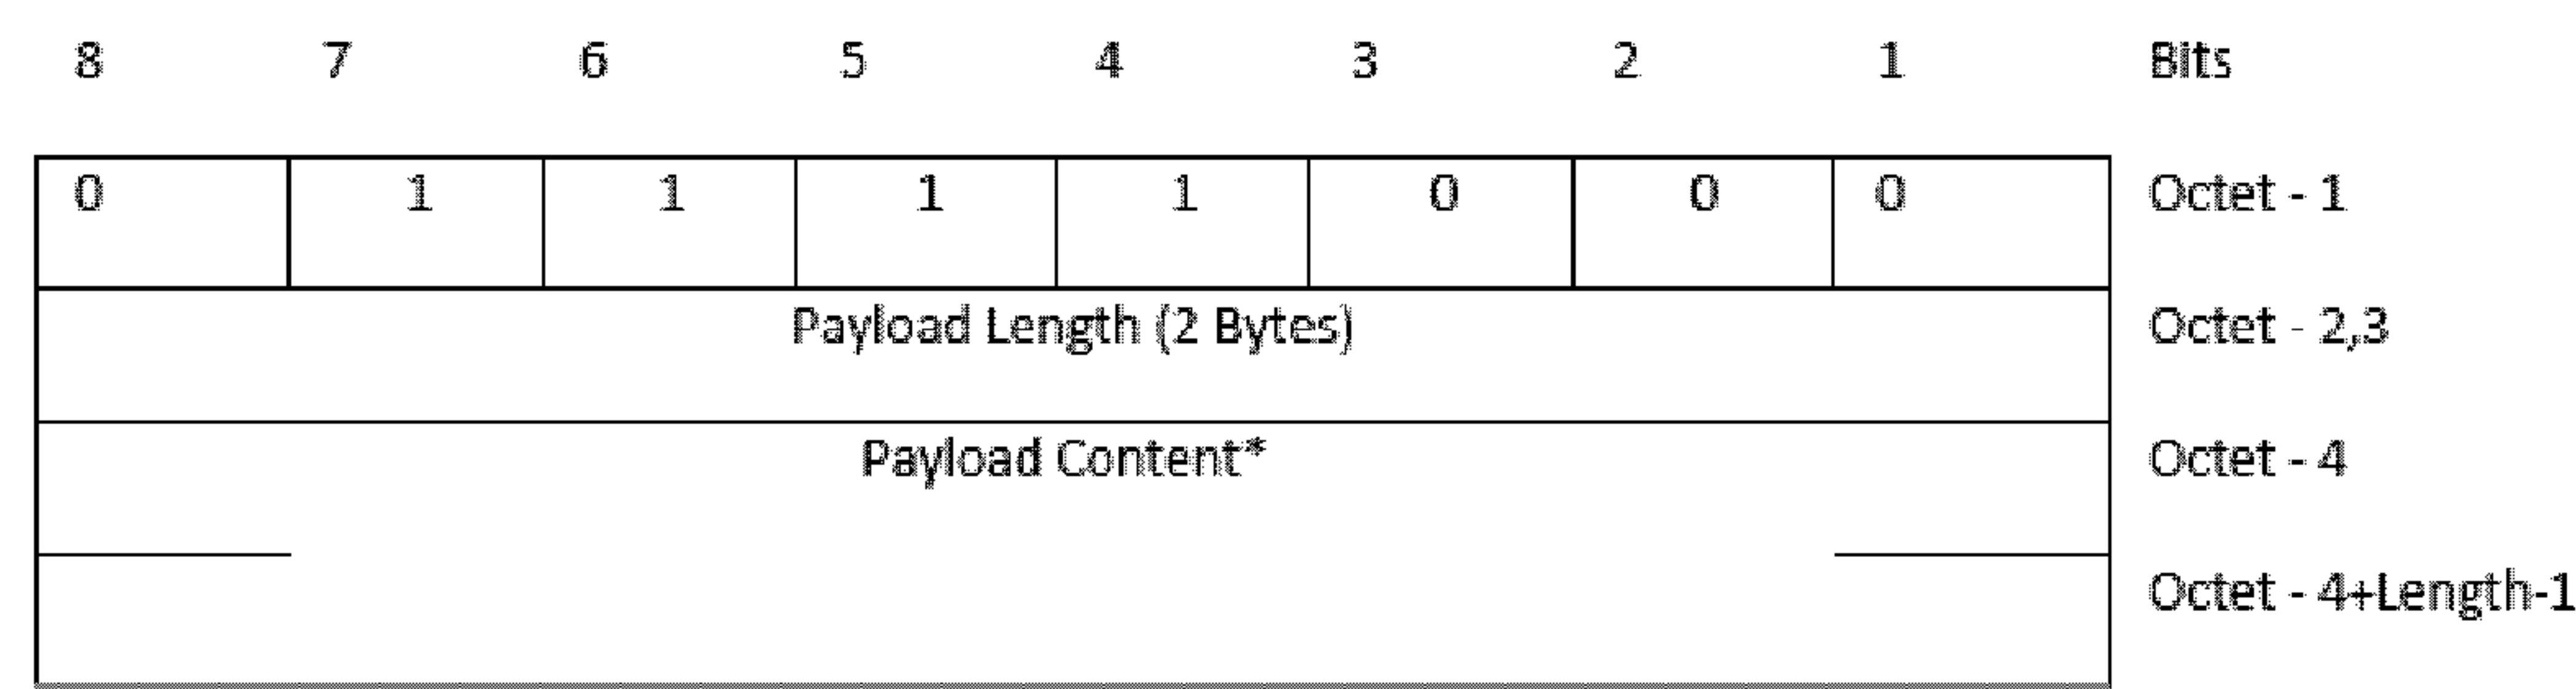 8 7 6 5 4 3 2 1 Bits
0 1 1 1 1 0 0 0 Octet - 1
Payload Length (2 Bytes) Octet - 2,3
Payload Content* Octet - 4
Octet - 4+Length-1